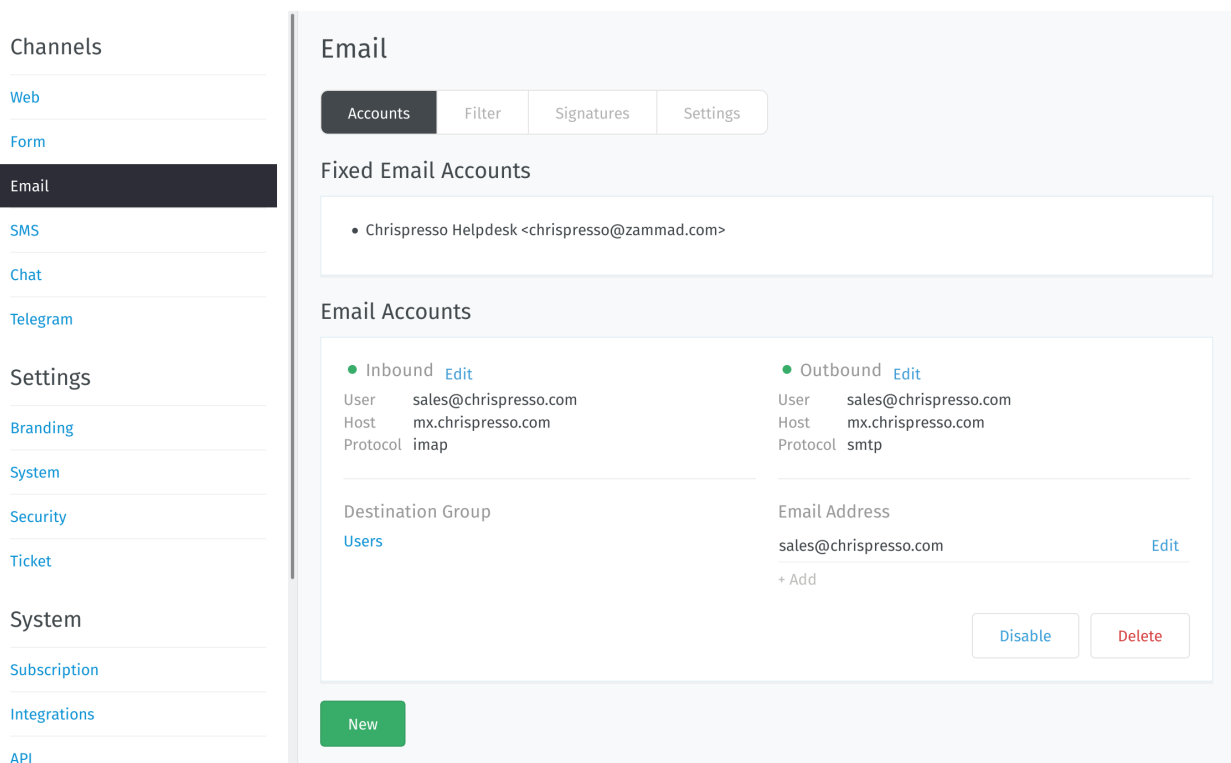 Channels
Web
Form
Email
SMS
Chat
Telegram
Settings
Branding
System
Security
Ticket
System
Subscription
Integrations
API
Email
Accounts Filter Signatures Settings
Fixed Email Accounts
• Chrispresso Helpdesk <chrispresso@zammad.com>
Email Accounts
Inbound Edit
User sales@chrispresso.com
Host mx.chrispresso.com
Protocol imap
Outbound Edit
User sales@chrispresso.com
Host mx.chrispresso.com
Protocol smtp
Destination Group
Users
Email Address
sales@chrispresso.com Edit
+ Add
Disable Delete
New